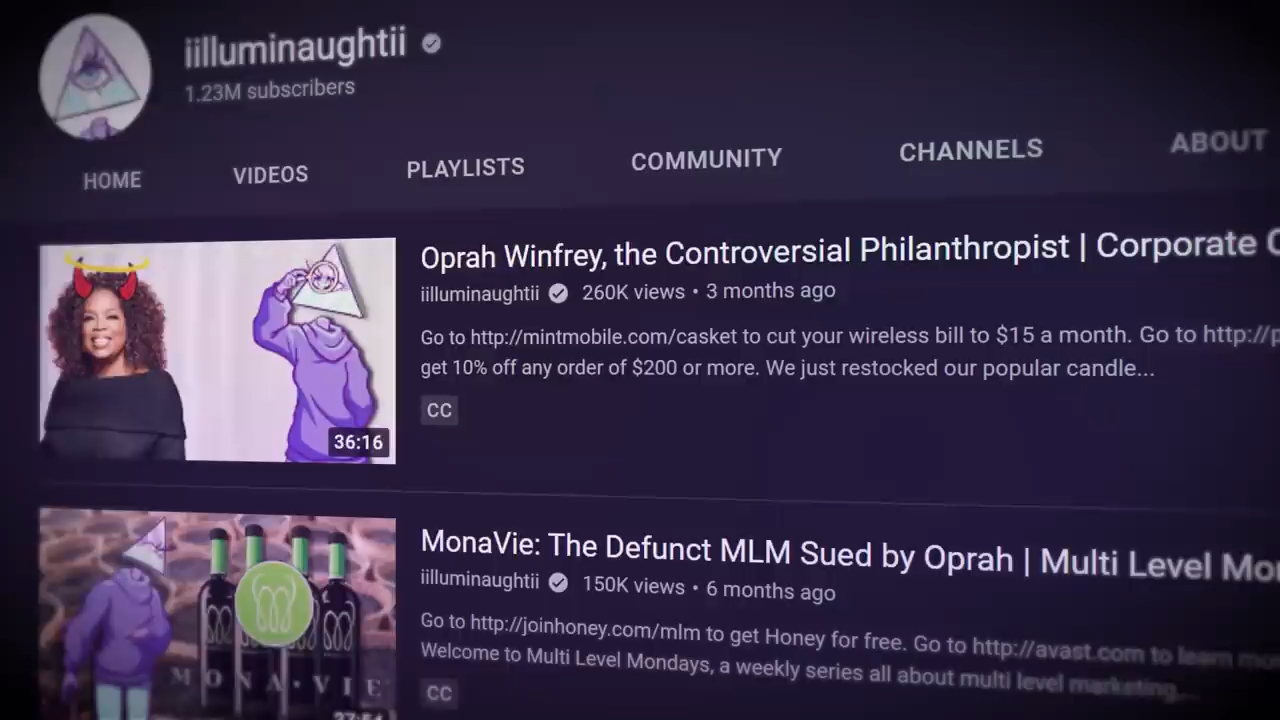 iilluminaughtii
1.23M subscribers
HOME VIDEOS PLAYLISTS COMMUNITY CHANNELS ABOUT
Oprah Winfrey, the Controversial Philanthropist | Corporate
iilluminaughtii 260K views • 3 months ago
Go to http://mintmobile.com/casket to cut your wireless bill to $15 a month. Go to http://p
get 10% off any order of $200 or more. We just restocked our popular candle...
CC
36:16
MonaVie: The Defunct MLM Sued by Oprah | Multi Level Mo
iilluminaughtii 150K views • 6 months ago
Go to http://joinhoney.com/mlm to get Honey for free. Go to http://avast.com to learn
Welcome to Multi Level Mondays, a weekly series all about multi level marketing,...
CC
MONA·VIE